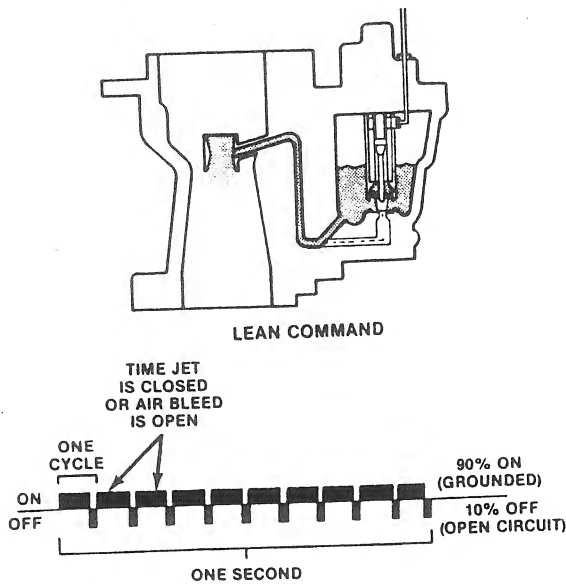 LEAN COMMAND
TIME JET
IS CLOSED
OR AIR BLEED
IS OPEN
ONE
CYCLE
ON
OFF
90% ON
(GROUNDED)
10% OFF
(OPEN CIRCUIT)
ONE SECOND